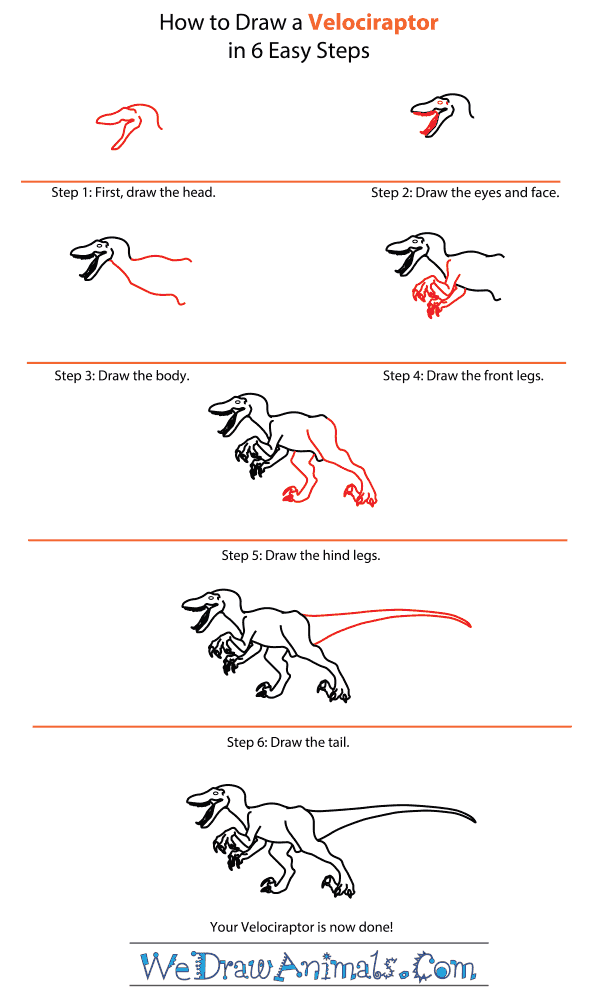 How to Draw a Velociraptor
in 6 Easy Steps
Step 1: First, draw the head.
Step 2: Draw the eyes and face.
Step 3: Draw the body.
Step 4: Draw the front legs.
Step 5: Draw the hind legs.
Step 6: Draw the tail.
Your Velociraptor is now done!
WeDrawAnimals.Com